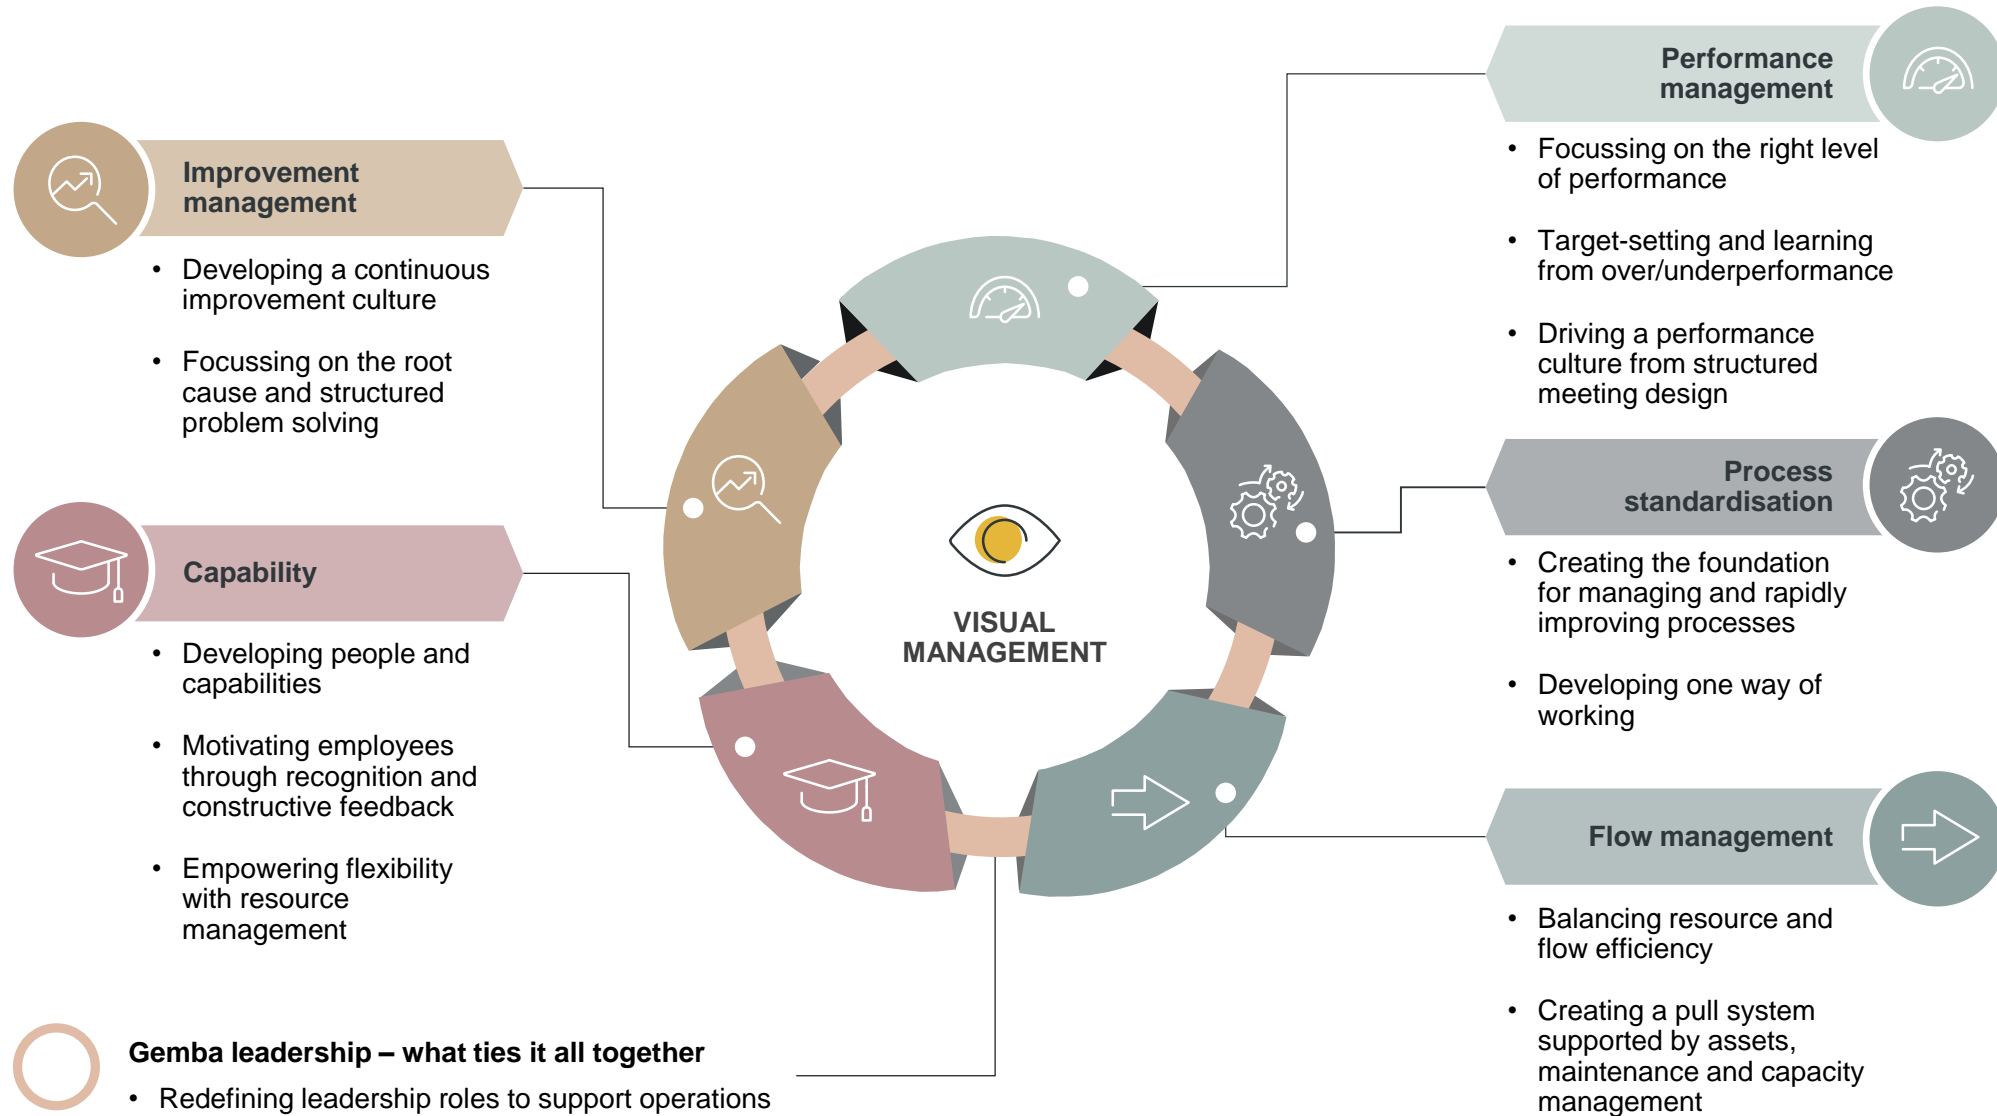 Improvement
management
• Developing a continuous
improvement culture
• Focussing on the root
cause and structured
problem solving
Capability
• Developing people and
capabilities
• Motivating employees
through recognition and
constructive feedback
• Empowering flexibility
with resource
management
Gemba leadership – what ties it all together
• Redefining leadership roles to support operations
VISUAL
MANAGEMENT
Performance
management
• Focussing on the right level
of performance
• Target-setting and learning
from over/underperformance
• Driving a performance
culture from structured
meeting design
Process
standardisation
• Creating the foundation
for managing and rapidly
improving processes
• Developing one way of
working
Flow management
• Balancing resource and
flow efficiency
• Creating a pull system
supported by assets,
maintenance and capacity
management